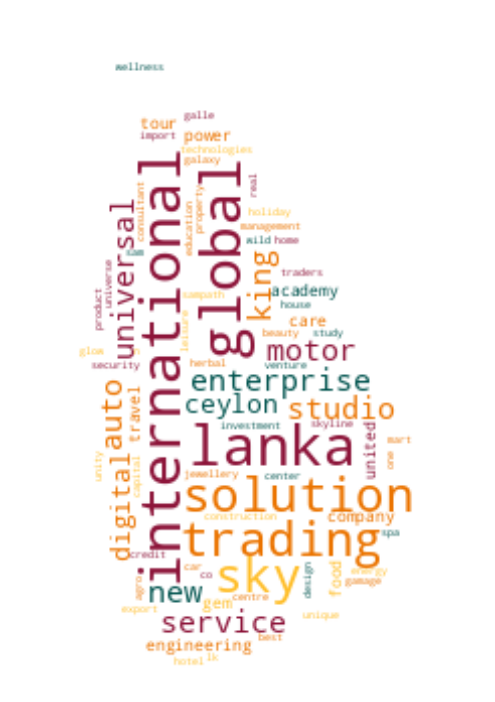 wellness
galle
tour
import
power
technologies
galaxy
international
global
real
consultant
education
property
universal
holiday
management
wild
home
sam
king
universe
product
traders
academy
sampath
house
leisure
care
beauty
study
motor
glow
security
herbal
venture
enterprise
auto
travel
ceylon
studio
investment
skyline
lanka
united
mart
one
unity
capital
digital
jewellery
center
solution
construction
company
trading
spa
credit
car
co
sky
energy
gamage
food
design
agro
new
gem
centre
export
unique
service
best
engineering
hotel
lk